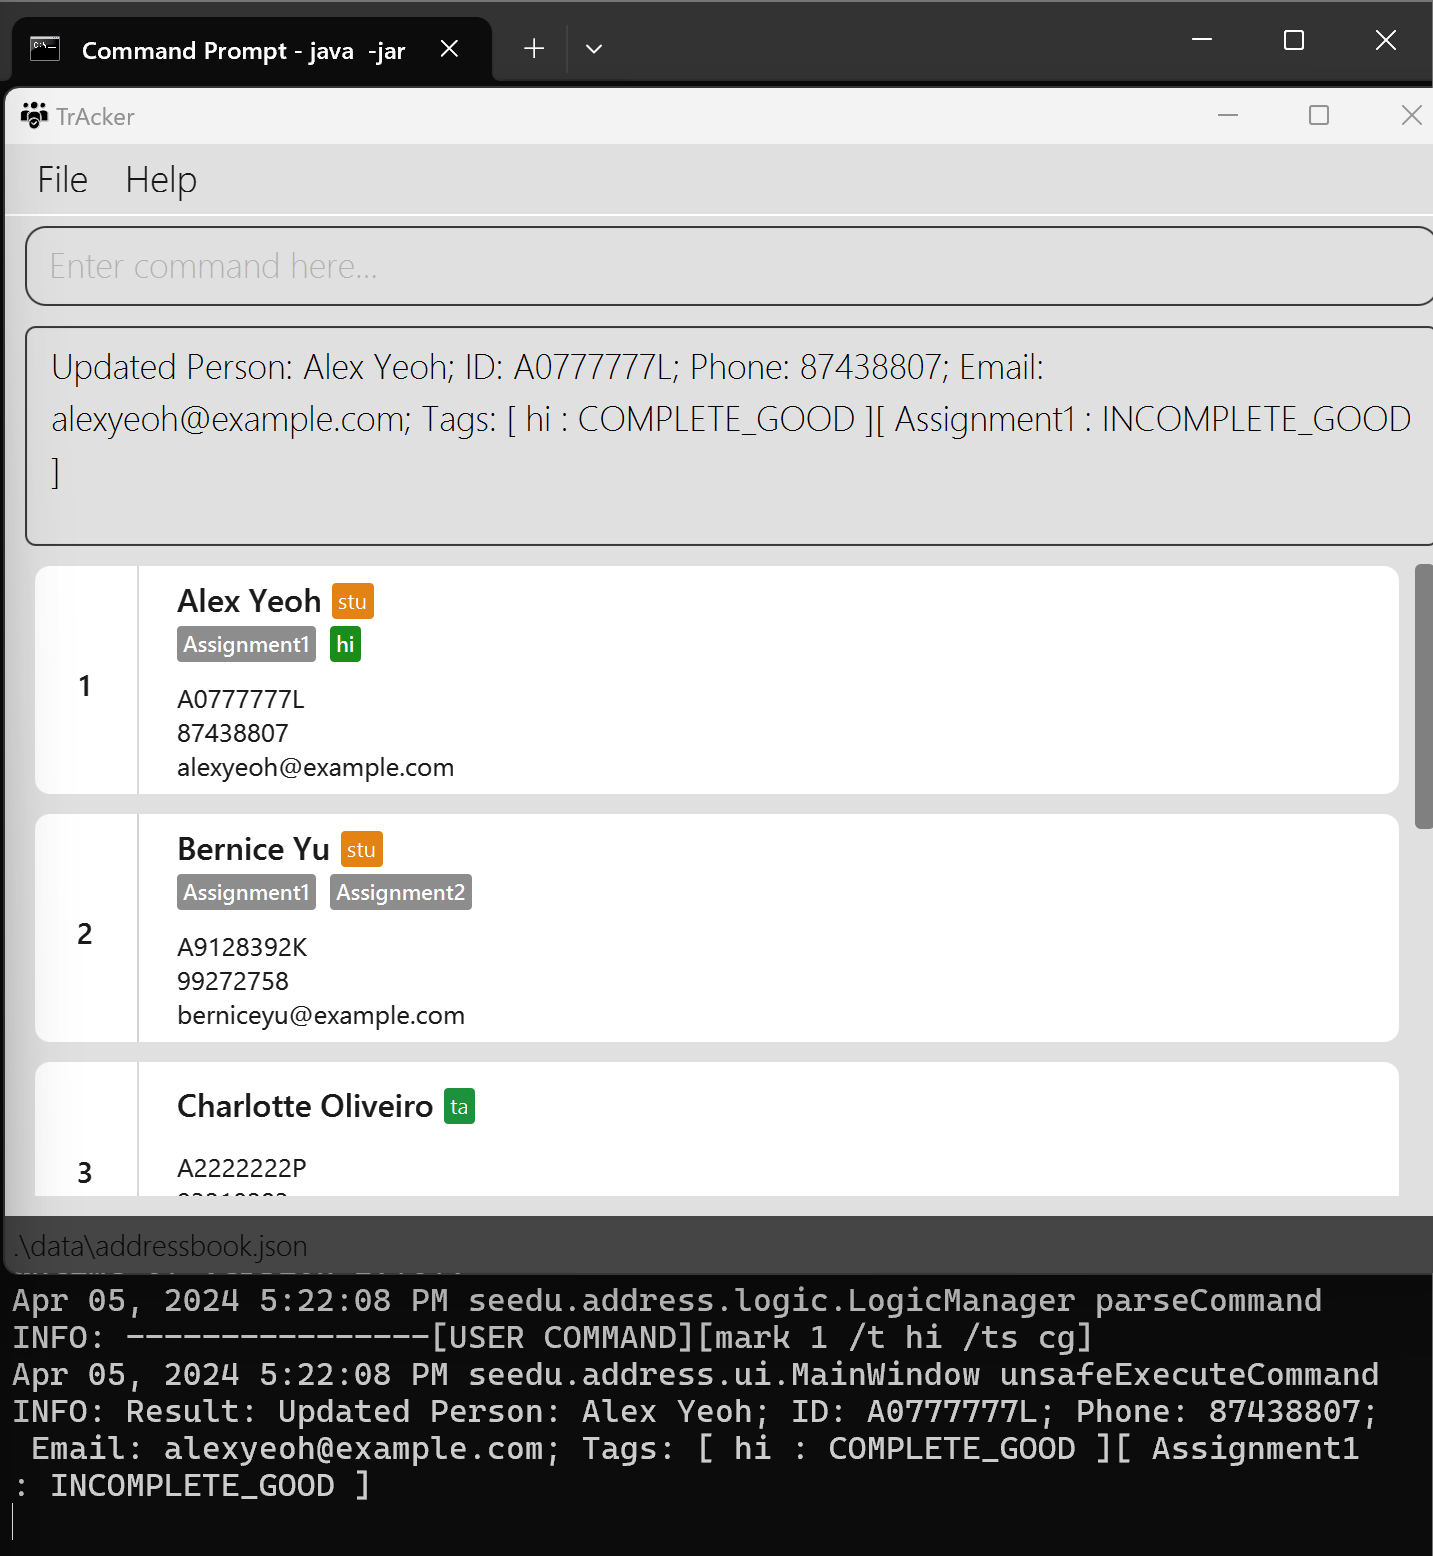 Command Prompt - java  -jar
TrAcker
File Help
Enter command here...
Updated Person: Alex Yeoh; ID: A0777777L; Phone: 87438807; Email:
alexyeoh@example.com; Tags: [ hi : COMPLETE_GOOD ][ Assignment1 : INCOMPLETE_GOOD
]
1
Alex Yeoh stu
Assignment1 hi
A0777777L
87438807
alexyeoh@example.com
2
Bernice Yu stu
Assignment1 Assignment2
A9128392K
99272758
berniceyu@example.com
3
Charlotte Oliveiro ta
A2222222P
.\data\addressbook.json
Apr 05, 2024 5:22:08 PM seedu.address.logic.LogicManager parseCommand
INFO: ----------------[USER COMMAND][mark 1 /t hi /ts cg]
Apr 05, 2024 5:22:08 PM seedu.address.ui.MainWindow unsafeExecuteCommand
INFO: Result: Updated Person: Alex Yeoh; ID: A0777777L; Phone: 87438807;
Email: alexyeoh@example.com; Tags: [ hi : COMPLETE_GOOD ][ Assignment1
: INCOMPLETE_GOOD ]